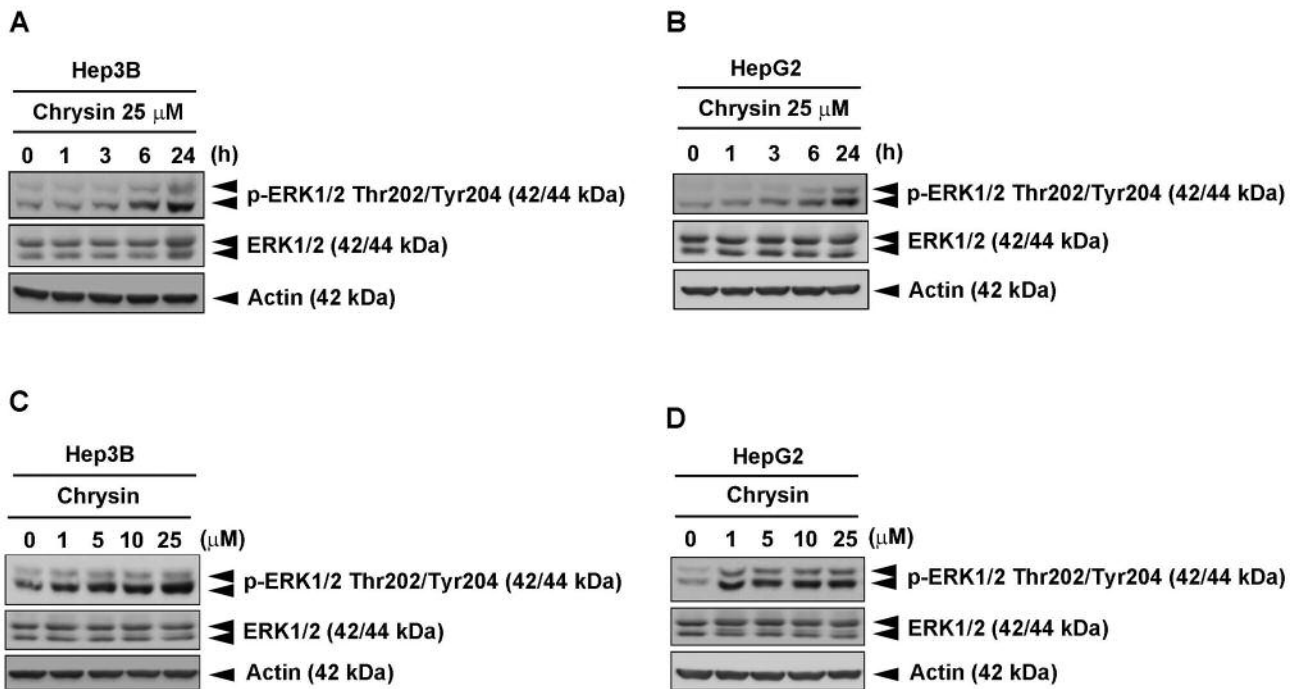 A
Hep3B
Chrysin 25 μM
0 1 3 6 24 (h)
p-ERK1/2 Thr202/Tyr204 (42/44 kDa)
ERK1/2 (42/44 kDa)
Actin (42 kDa)
B
HepG2
Chrysin 25 μM
0 1 3 6 24 (h)
p-ERK1/2 Thr202/Tyr204 (42/44 kDa)
ERK1/2 (42/44 kDa)
Actin (42 kDa)
C
Hep3B
Chrysin
0 1 5 10 25 (μM)
p-ERK1/2 Thr202/Tyr204 (42/44 kDa)
ERK1/2 (42/44 kDa)
Actin (42 kDa)
D
HepG2
Chrysin
0 1 5 10 25 (μM)
p-ERK1/2 Thr202/Tyr204 (42/44 kDa)
ERK1/2 (42/44 kDa)
Actin (42 kDa)